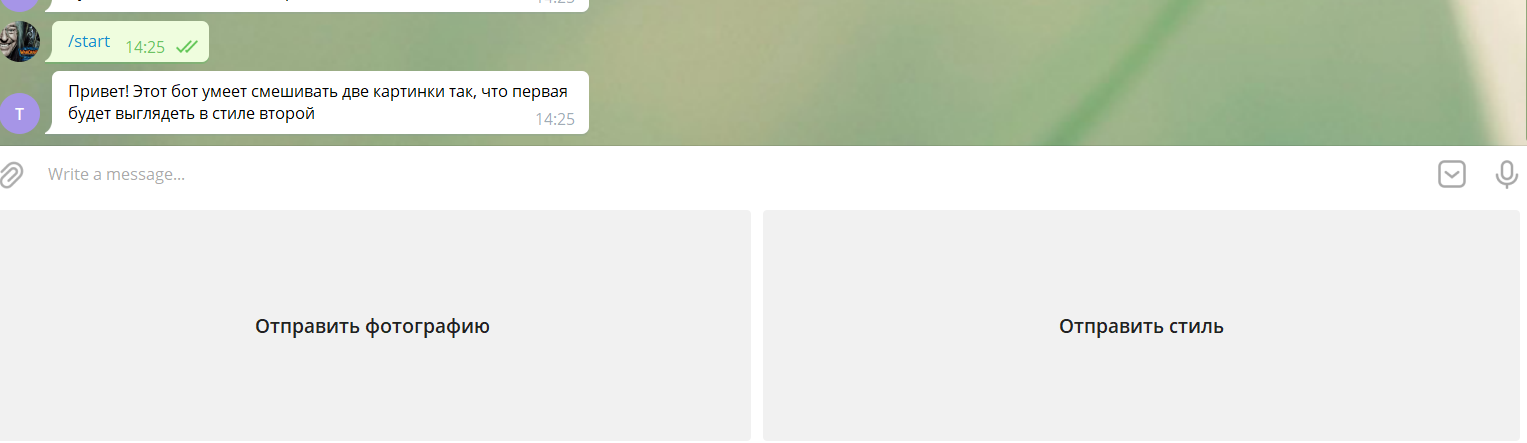 14:25
/start 14:25
Привет! Этот бот умеет смешивать две картинки так, что первая
будет выглядеть в стиле второй
14:25
T
Write a message...
Отправить фотографию
Отправить стиль